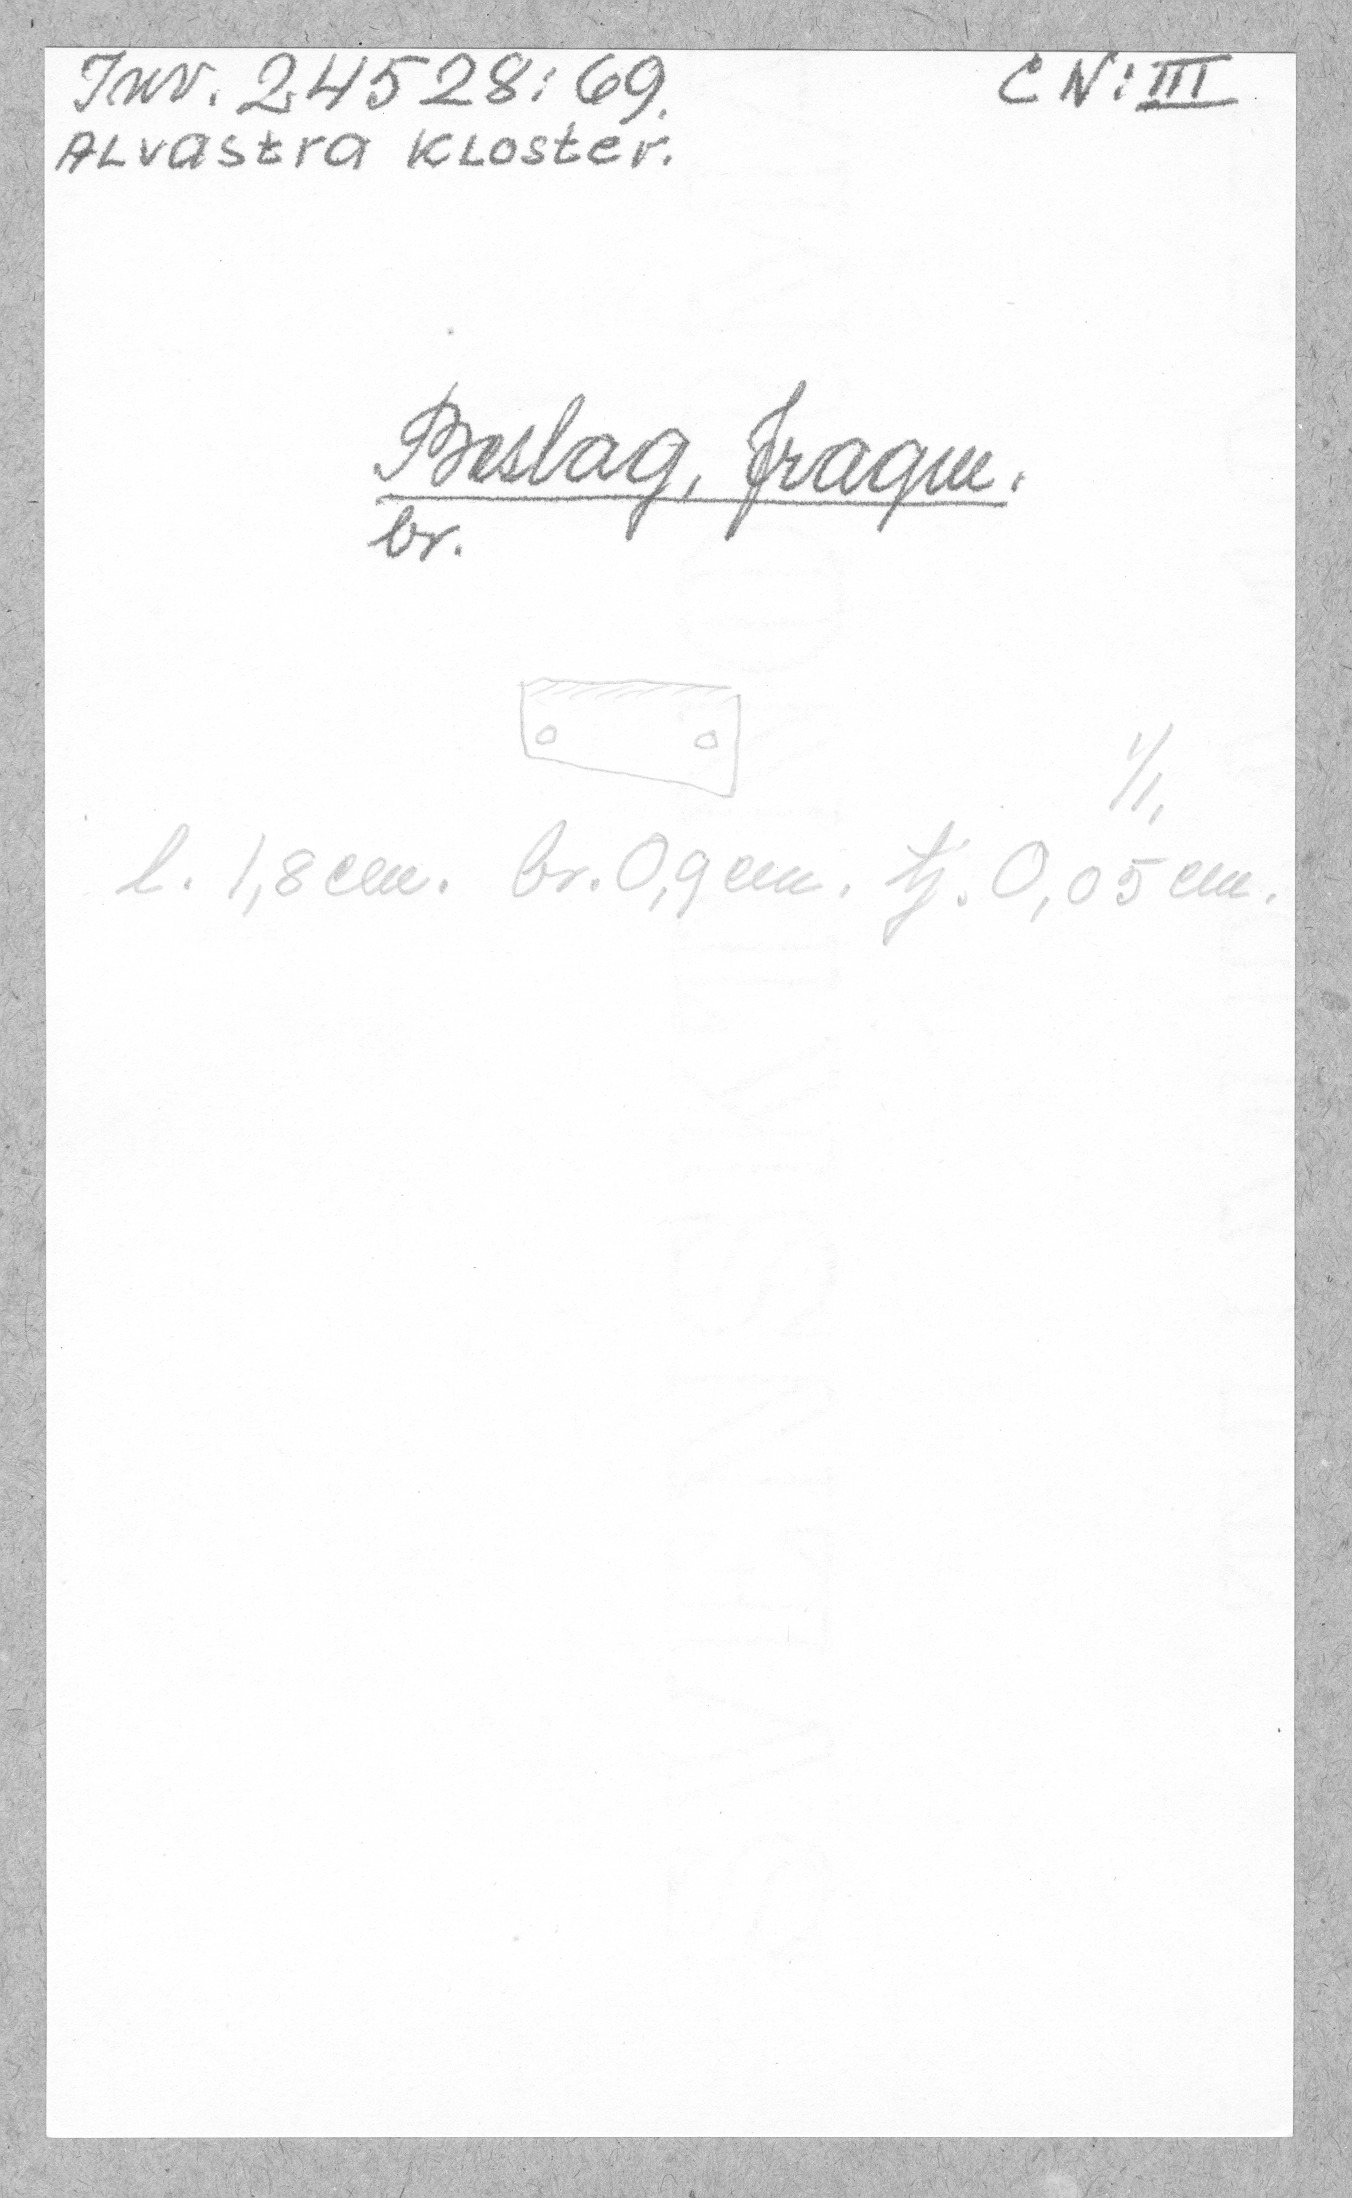 Inv. 24528:69. CN:III
Alvastra Kloster.
Beslag, fragm.
br.
1/1.
l. 1,8 cm. br. 0,9 cm. tj. 0,05 cm.